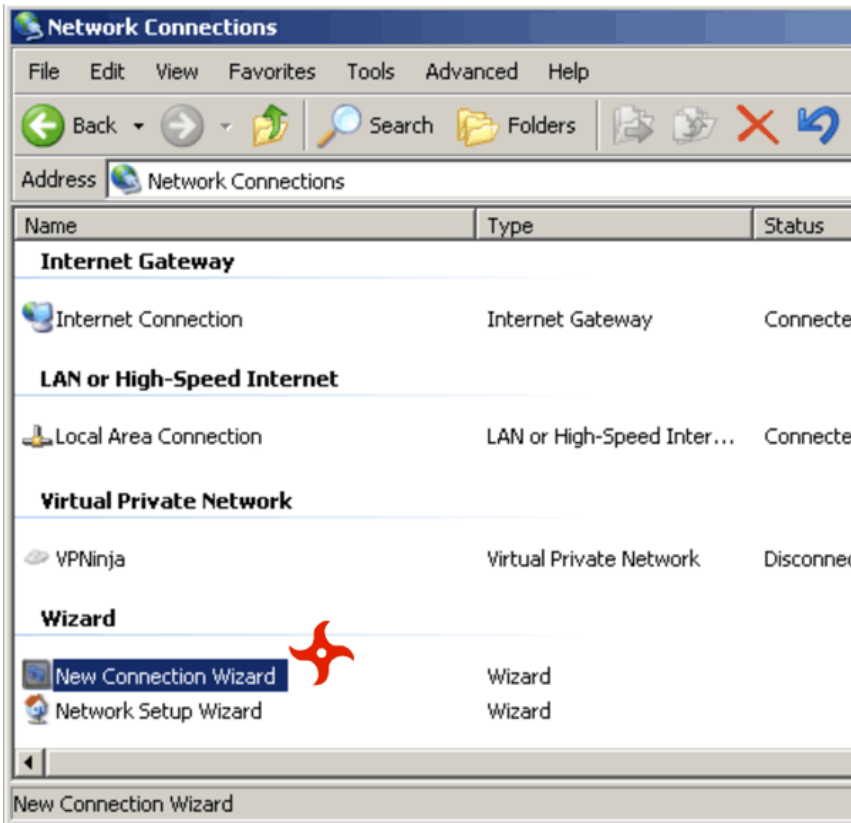 Network Connections
File Edit View Favorites Tools Advanced Help
Back Search Folders
Address Network Connections
Name Type Status
Internet Gateway
Internet Connection Internet Gateway Connecte
LAN or High-Speed Internet
Local Area Connection LAN or High-Speed Inter... Connecte
Virtual Private Network
VPNinja Virtual Private Network Disconnec
Wizard
New Connection Wizard Wizard
Network Setup Wizard Wizard
New Connection Wizard